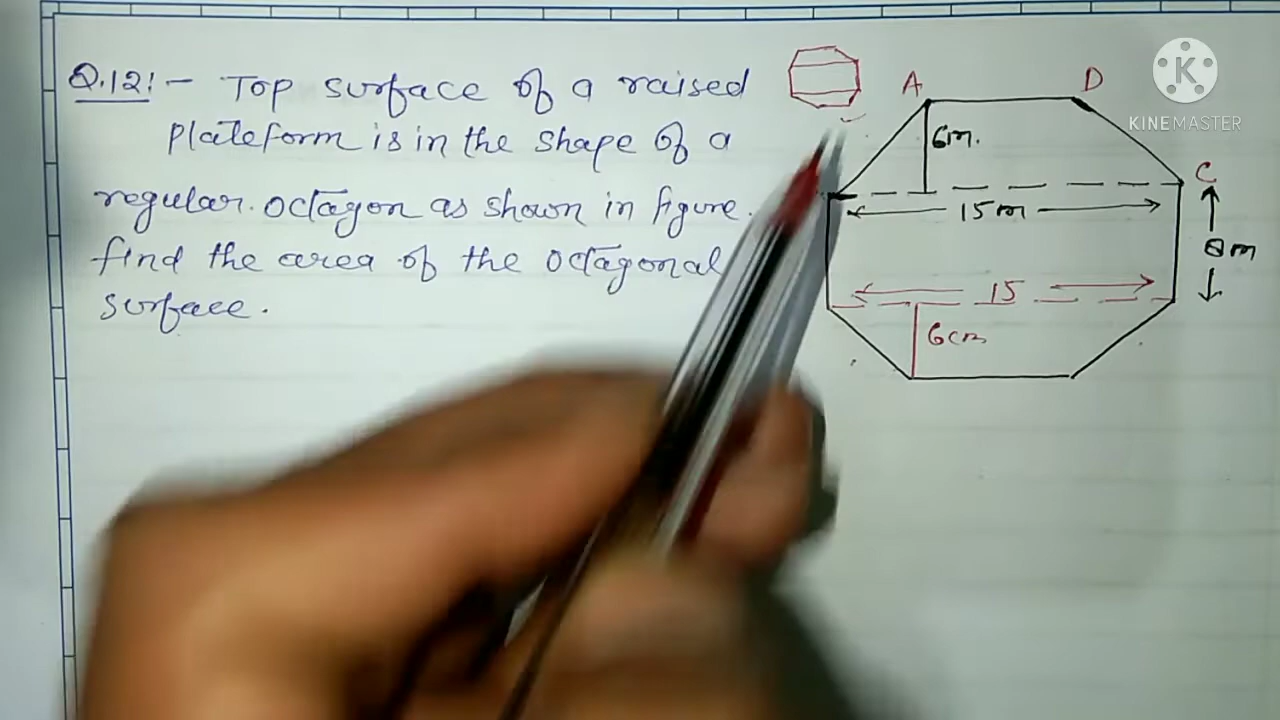 Q.12:- Top surface of a raised
plateform is in the shape of a
regular. octagon as shown in figure.
find the area of the octagonal
surface.
A
D
K
KINEMASTER
6m.
C
15m
8m
15
6cm